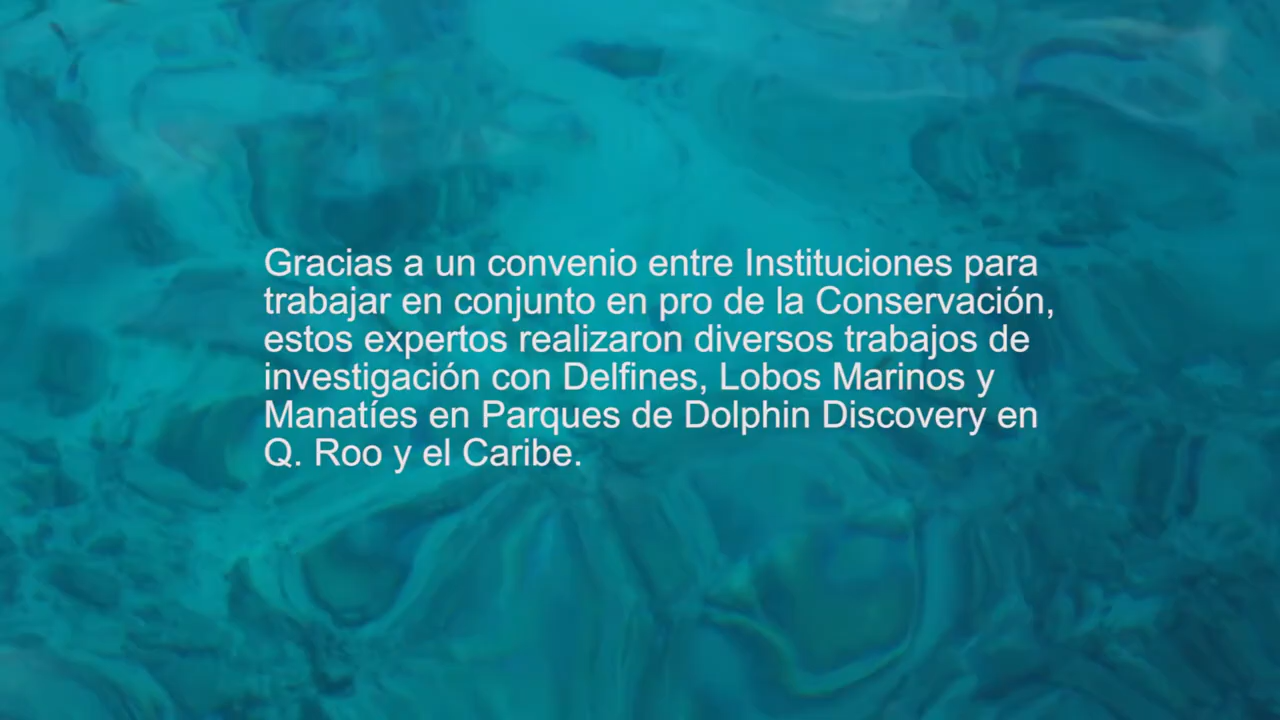 Gracias a un convenio entre Instituciones para
trabajar en conjunto en pro de la Conservación,
estos expertos realizaron diversos trabajos de
investigación con Delfines, Lobos Marinos y
Manatíes en Parques de Dolphin Discovery en
Q. Roo y el Caribe.